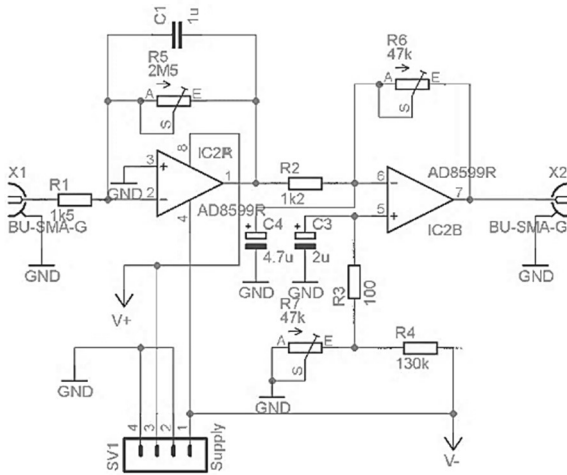 C1
1u
R5
2M5
A
E
S
R6
47k
A
E
S
X1
R1
1k5
BU-SMA-G
GND
GND
3
2
8
4
1
+
-
AD8599R
R2
1k2
6
5
7
-
+
AD8599R
IC2B
X2
BU-SMA-G
GND
+
C4
4.7u
GND
+
C3
2u
GND
R3
100
V+
R7
47k
A
E
S
GND
R4
130k
GND
4
3
2
1
SV1
Supply
V-